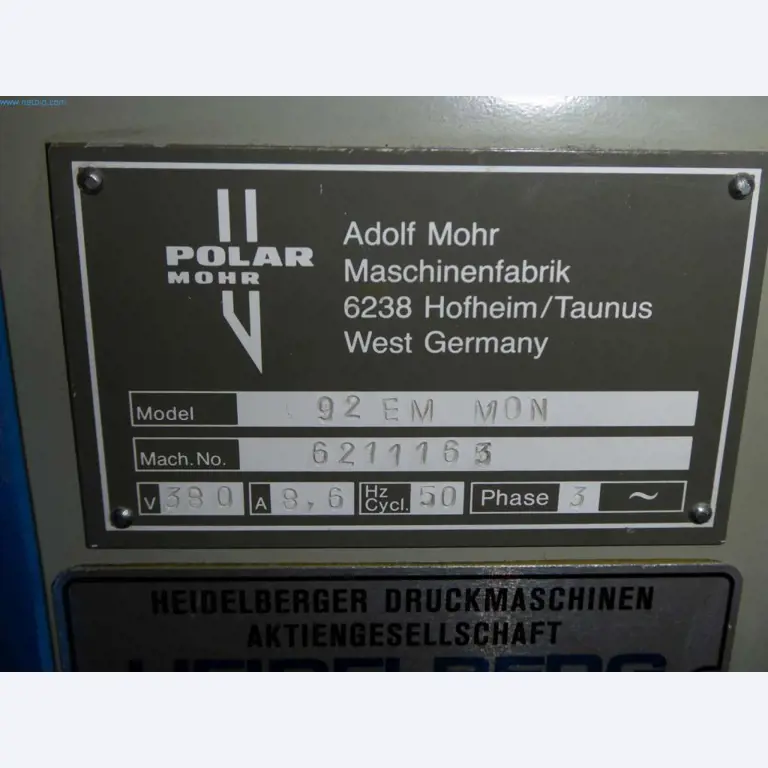 POLAR
MOHR
Adolf Mohr
Maschinenfabrik
6238 Hofheim/Taunus
West Germany
Model 92 EM MON
Mach.No. 6211163
V 380 A 8,6 Hz Cycl. 50 Phase 3 ~
HEIDELBERGER DRUCKMASCHINEN
AKTIENGESELLSCHAFT
HEIDELBERG